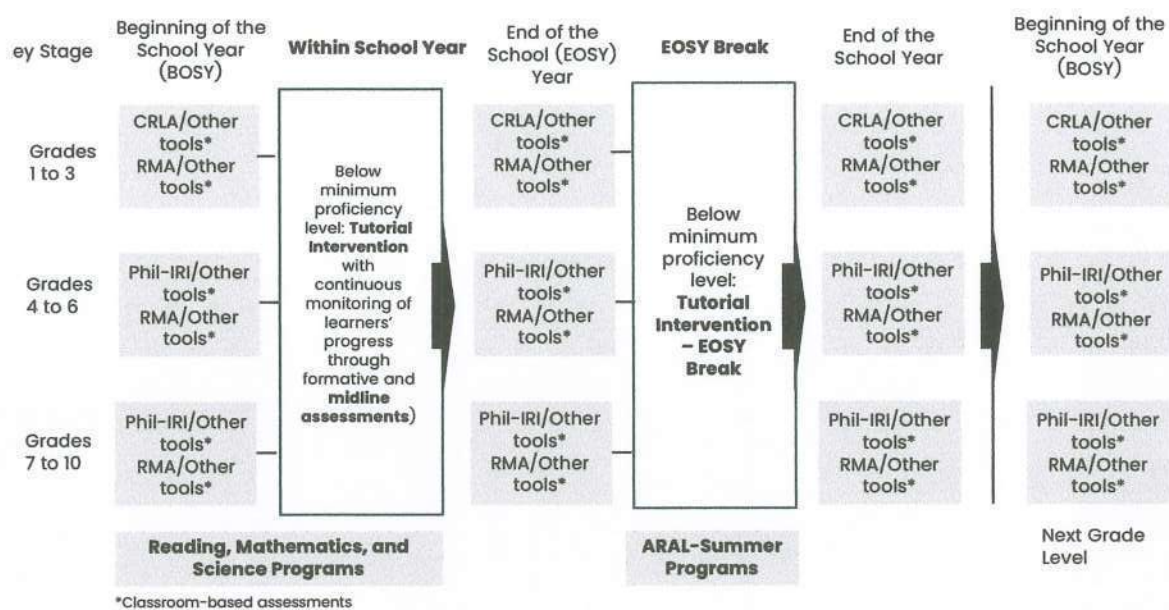 ey Stage
Beginning of the
School Year
(BOSY)
Within School Year
End of the
School (EOSY)
Year
EOSY Break
End of the
School Year
Beginning of the
School Year
(BOSY)
Grades
1 to 3
CRLA/Other
tools*
RMA/Other
tools*
CRLA/Other
tools*
RMA/Other
tools*
CRLA/Other
tools*
RMA/Other
tools*
CRLA/Other
tools*
RMA/Other
tools*
Below
minimum
proficiency
level: Tutorial
Intervention
with
continuous
monitoring of
learners'
progress
through
formative and
midline
assessments)
Below
minimum
proficiency
level:
Tutorial
Intervention
– EOSY
Break
Grades
4 to 6
Phil-IRI/Other
tools*
RMA/Other
tools*
Phil-IRI/Other
tools*
RMA/Other
tools*
Phil-IRI/Other
tools*
RMA/Other
tools*
Phil-IRI/Other
tools*
RMA/Other
tools*
Grades
7 to 10
Phil-IRI/Other
tools*
RMA/Other
tools*
Phil-IRI/Other
tools*
RMA/Other
tools*
Phil-IRI/Other
tools*
RMA/Other
tools*
Phil-IRI/Other
tools*
RMA/Other
tools*
Reading, Mathematics, and
Science Programs
ARAL-Summer
Programs
Next Grade
Level
*Classroom-based assessments